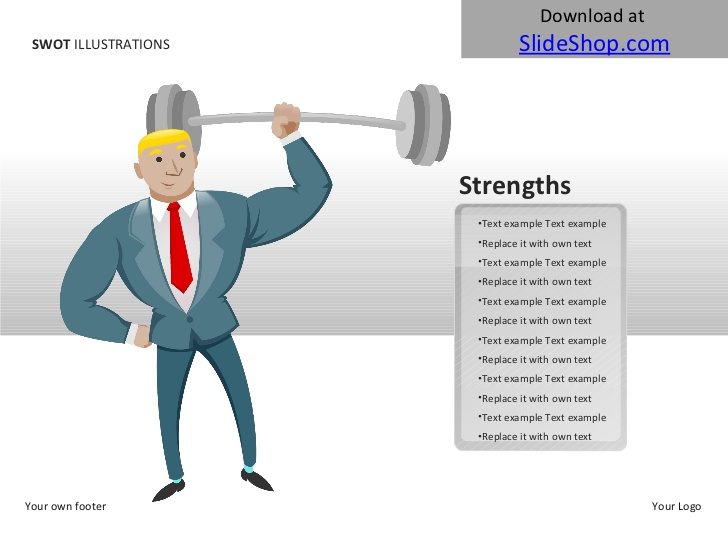 Download at
SlideShop.com
SWOT ILLUSTRATIONS
Strengths
•Text example Text example
•Replace it with own text
•Text example Text example
•Replace it with own text
•Text example Text example
•Replace it with own text
•Text example Text example
•Replace it with own text
•Text example Text example
•Replace it with own text
•Text example Text example
•Replace it with own text
Your own footer
Your Logo